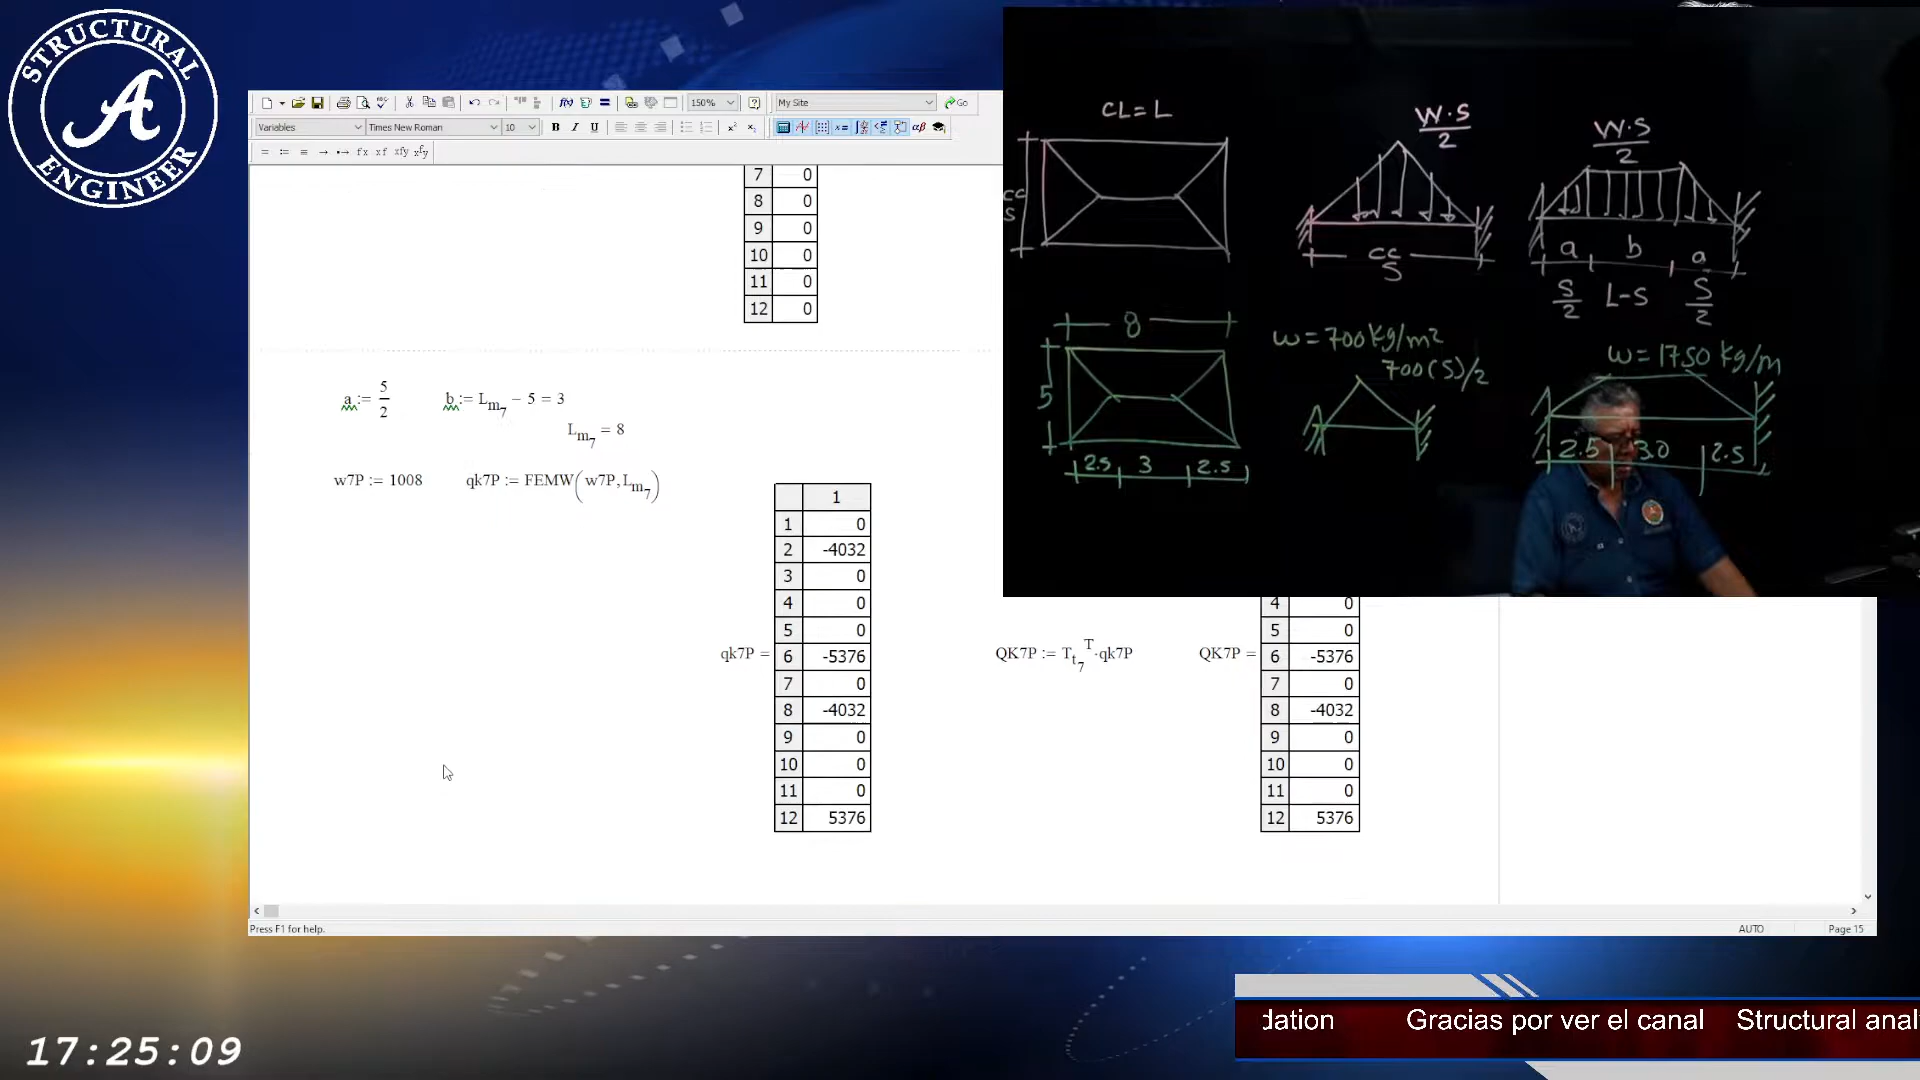 STRUCTURAL
A
ENGINEER
150%
My Site
Go
Variables
Times New Roman
10
B I U
7 0
8 0
9 0
10 0
11 0
12 0
a := 5/2
b := Lm7 − 5 = 3
Lm7 = 8
w7P := 1008
qk7P := FEMW(w7P, Lm7)
qk7P =
1
1 0
2 -4032
3 0
4 0
5 0
6 -5376
7 0
8 -4032
9 0
10 0
11 0
12 5376
QK7P := Tt7^T · qk7P
QK7P =
4 0
5 0
6 -5376
7 0
8 -4032
9 0
10 0
11 0
12 5376
CL = L
CC
S
W·S
2
CC
S
W·S
2
a b a
S/2 L-S S/2
8
5
2.5 3 2.5
w = 700 kg/m²
700(5)/2
w = 1750 kg/m
2.5 3.0 2.5
Press F1 for help.
AUTO
Page 15
dation Gracias por ver el canal Structural anal
17:25:09